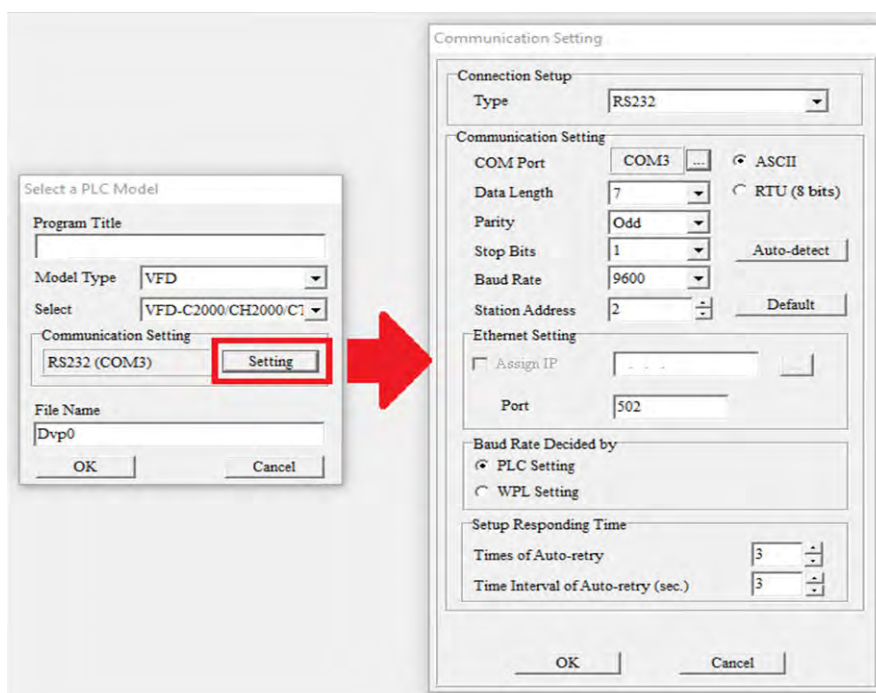 Select a PLC Model
Program Title
Model Type VFD
Select VFD-C2000/CH2000/CT
Communication Setting
RS232 (COM3) Setting
File Name
Dvp0
OK Cancel
Communication Setting
Connection Setup
Type RS232
Communication Setting
COM Port COM3 ... ASCII
Data Length 7 RTU (8 bits)
Parity Odd
Stop Bits 1 Auto-detect
Baud Rate 9600
Station Address 2 Default
Ethernet Setting
Assign IP . . . ...
Port 502
Baud Rate Decided by
PLC Setting
WPL Setting
Setup Responding Time
Times of Auto-retry 3
Time Interval of Auto-retry (sec.) 3
OK Cancel